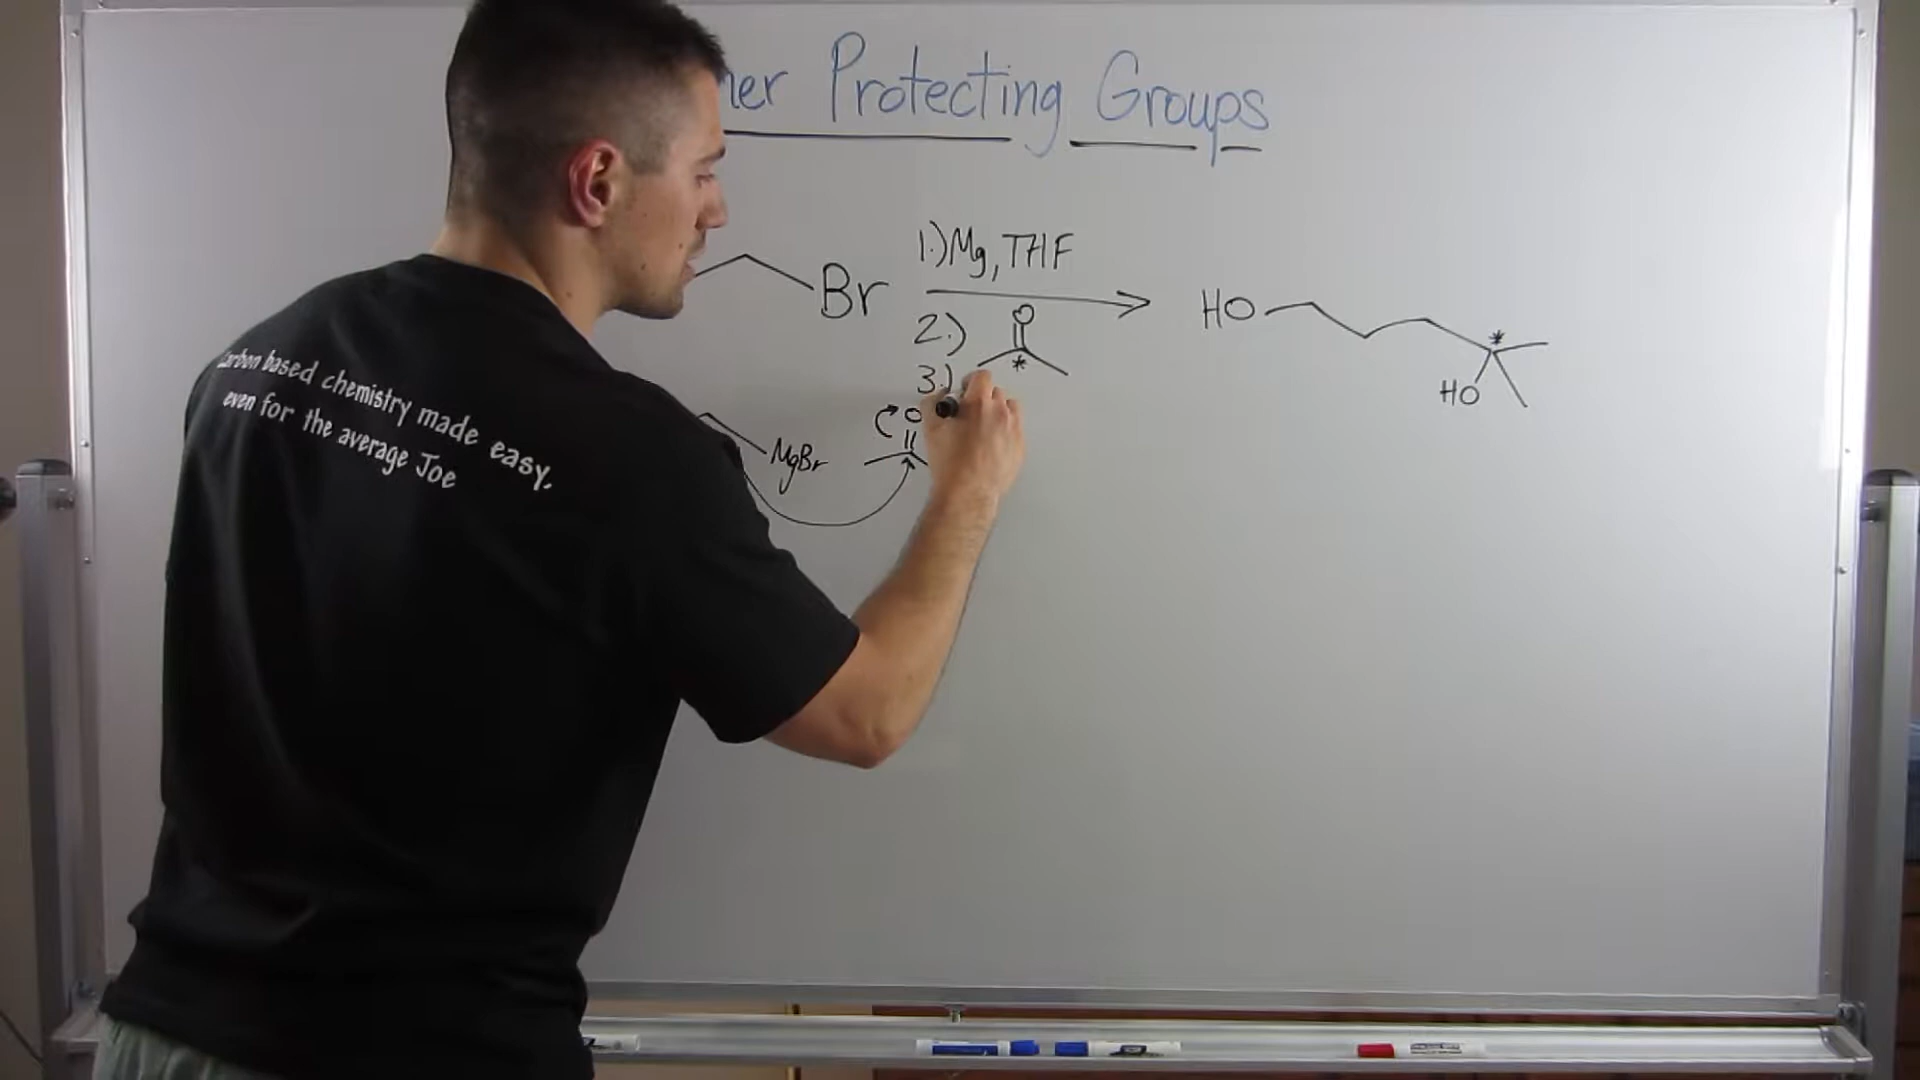 Protecting Groups
1.) Mg, THF
Br
2.)
O
*
3.)
HO
*
HO
O
MgBr
Carbon based chemistry made easy,
even for the average Joe